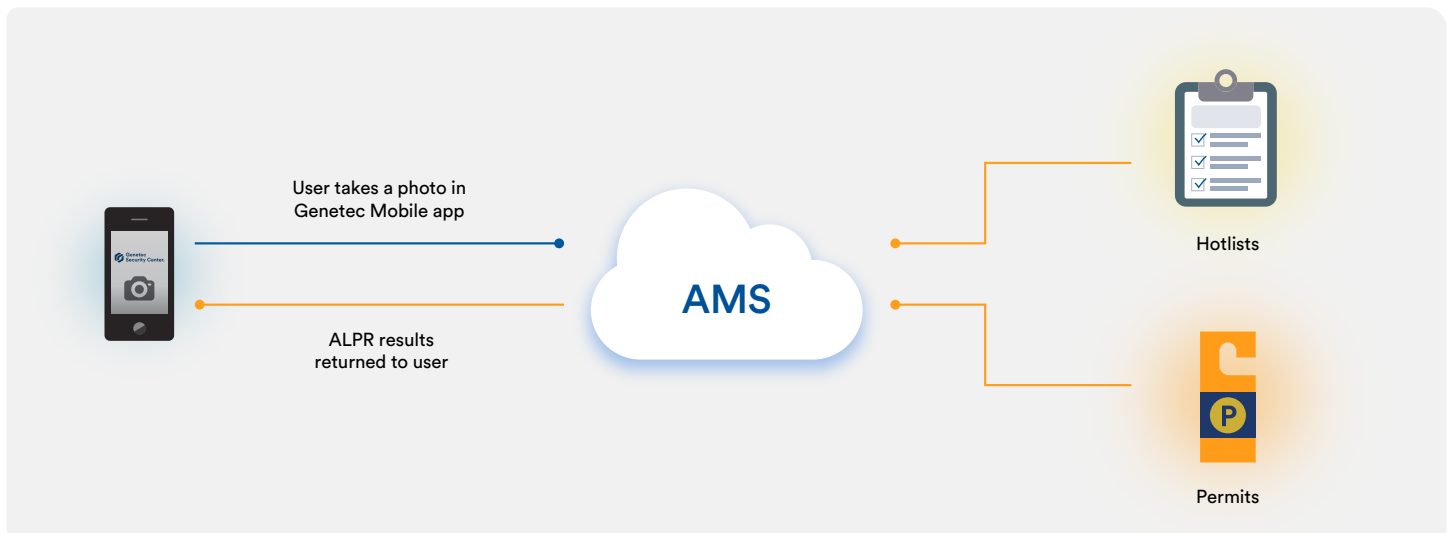 User takes a photo in
Genetec Mobile app
Genetec
Security Center.
AMS
ALPR results
returned to user
Hotlists
P
Permits